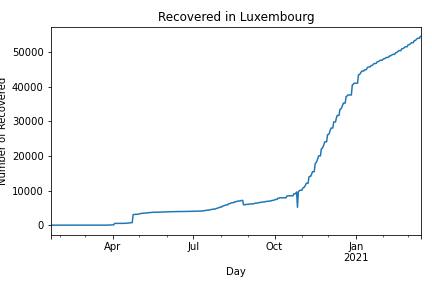 Recovered in Luxembourg
Number of Recovered
50000
40000
30000
20000
10000
0
Apr
Jul
Oct
Jan
2021
Day